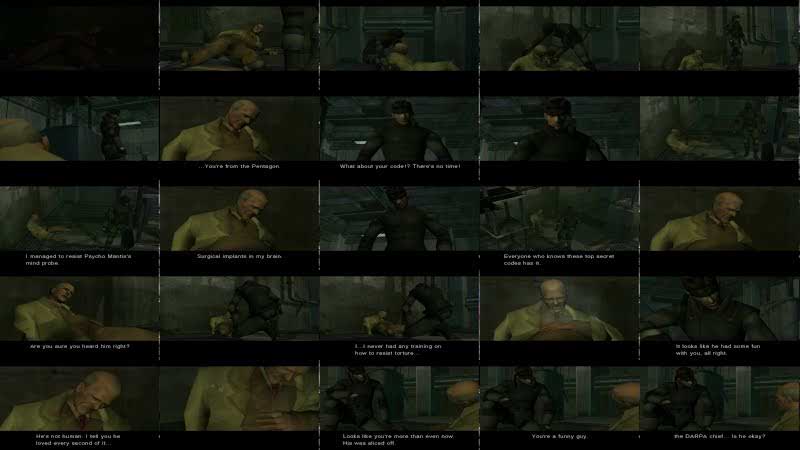 ...You're from the Pentagon.
What about your code!? There's no time!
I managed to resist Psycho Mantis's
mind probe.
Surgical implants in my brain.
Everyone who knows these top secret
codes has it.
Are you sure you heard him right?
I...I never had any training on
how to resist torture...
It looks like he had some fun
with you, all right.
He's not human. I tell you he
loved every second of it...
Looks like you're more than even now.
His was sliced off.
You're a funny guy.
the DARPA chief... Is he okay?